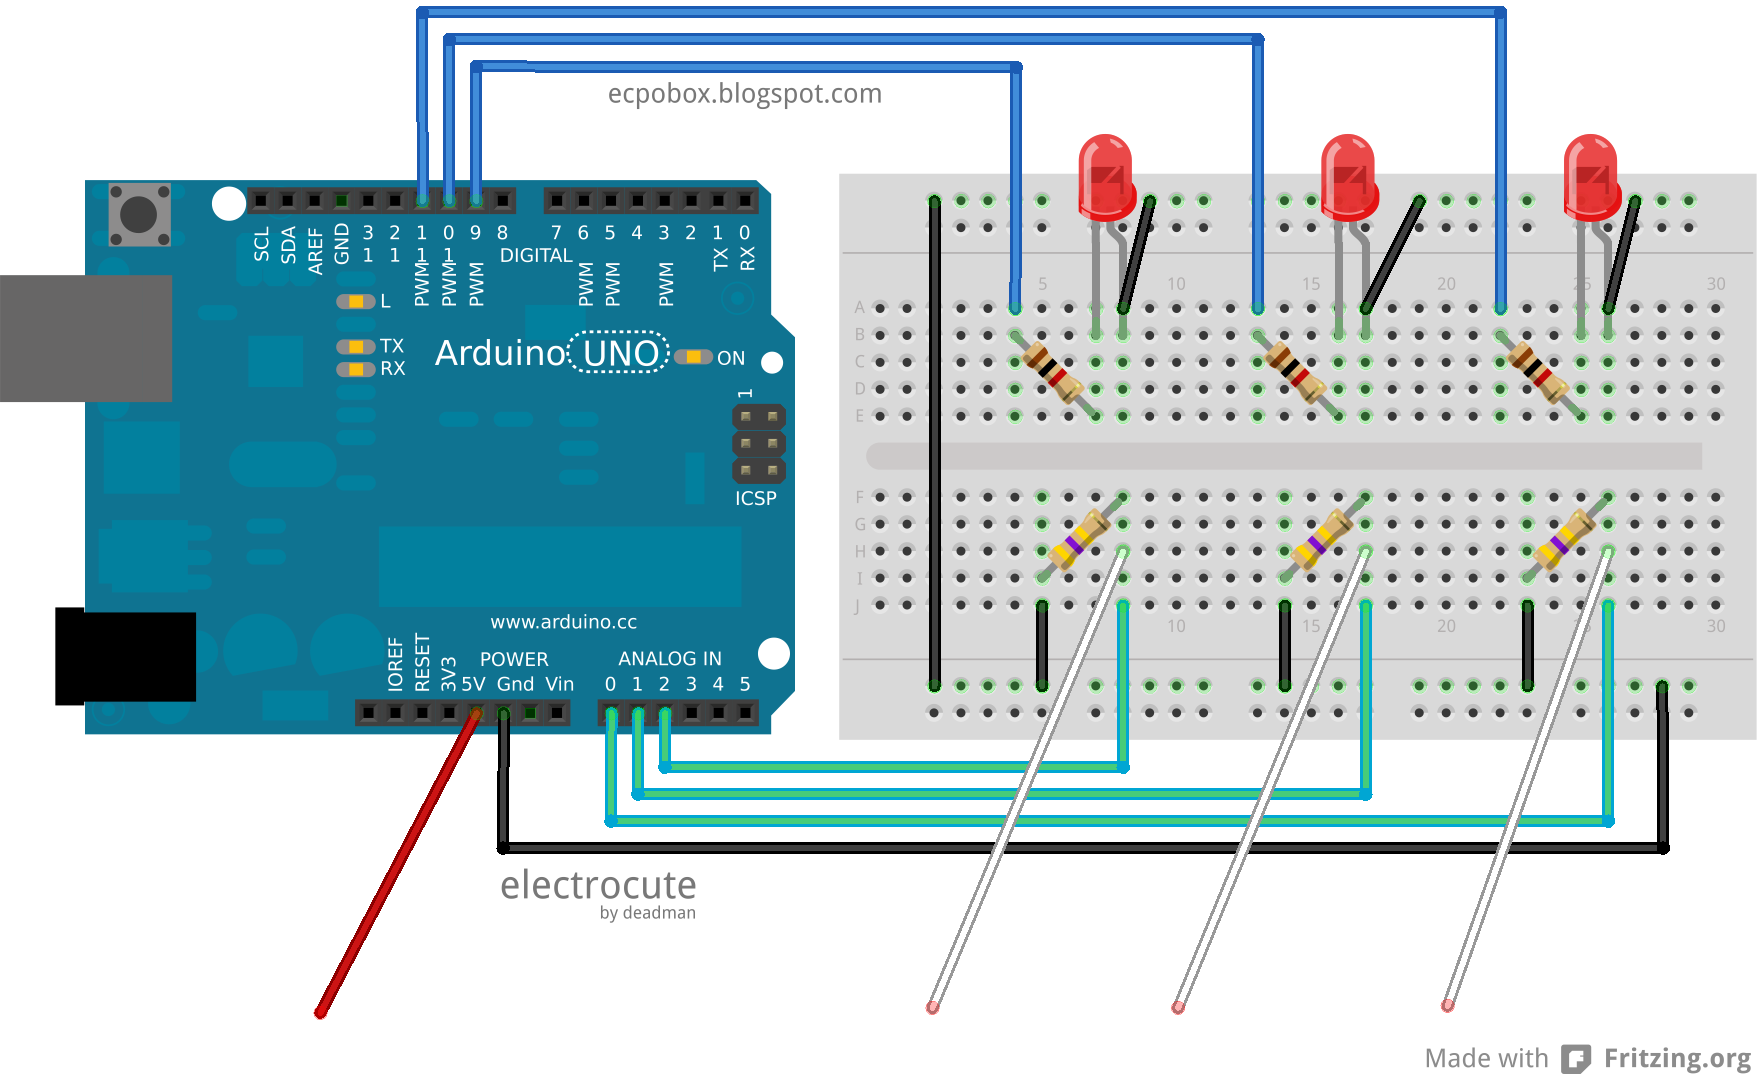 ecpobox.blogspot.com
SCL SDA AREF GND 13 12 PWM 11 PWM 10 PWM 9 8
7 PWM 6 PWM 5 4 PWM 3 2 TX 1 RX 0
DIGITAL
L
TX
RX
Arduino UNO
ON
1
ICSP
www.arduino.cc
IOREF RESET 3V3 5V Gnd Vin
POWER
ANALOG IN
0 1 2 3 4 5
5 10 15 20 25 30
A
B
C
D
E
F
G
H
I
J
10 15 20 25 30
electrocute
by deadman
Made with Fritzing.org